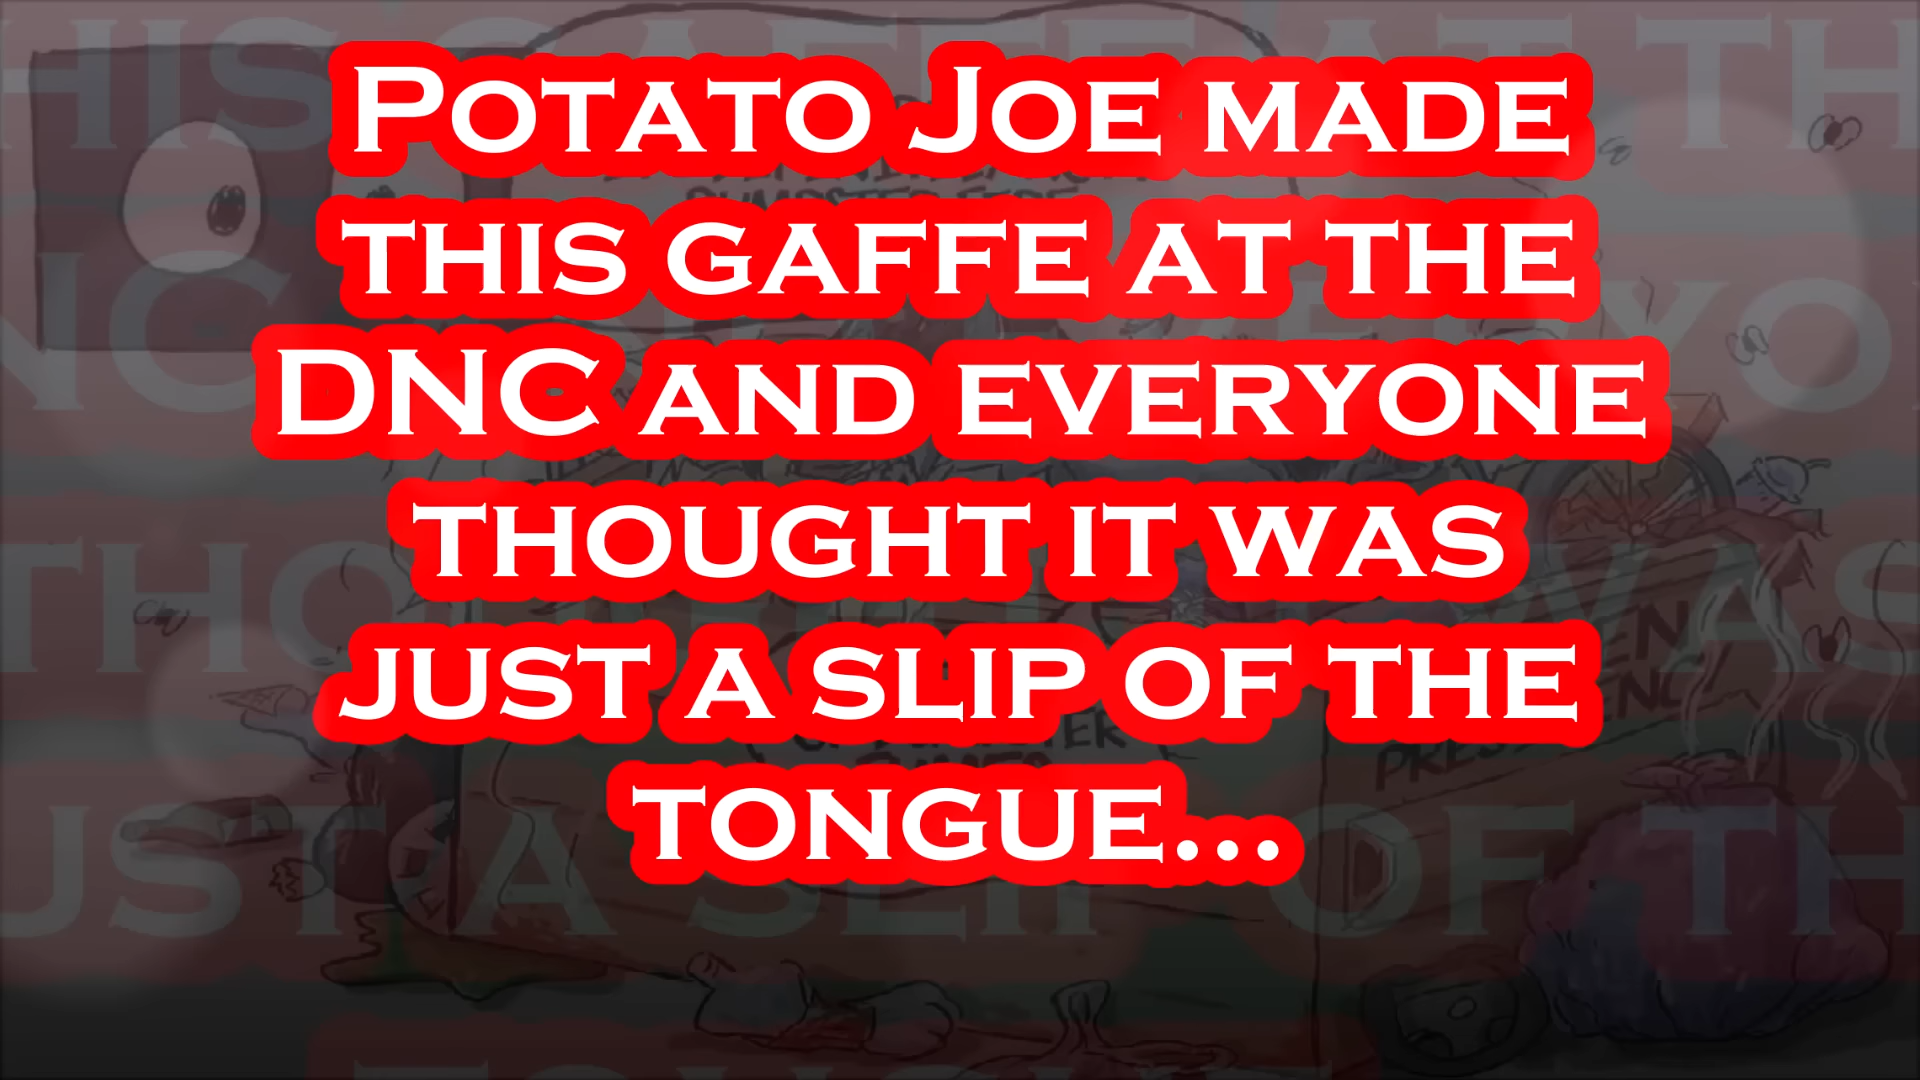 Potato Joe made
this gaffe at the
DNC and everyone
thought it was
just a slip of the
tongue...